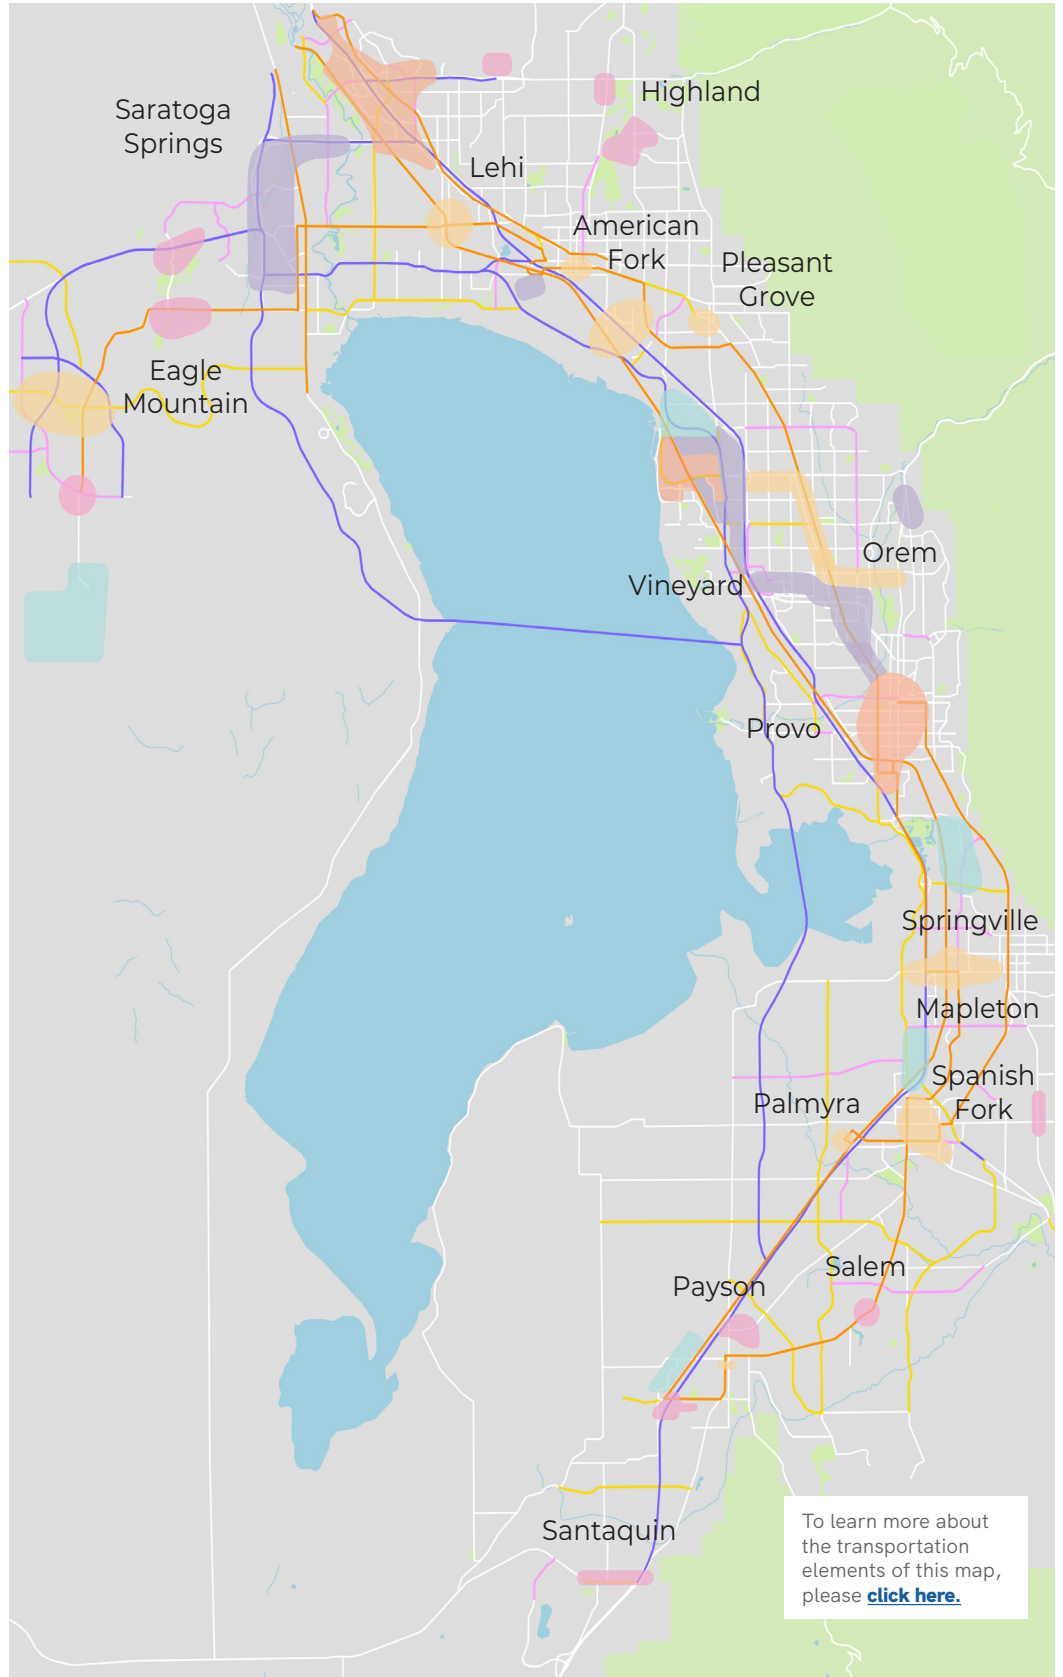 Saratoga
Springs
Highland
Lehi
American
Fork
Pleasant
Grove
Eagle
Mountain
Orem
Vineyard
Provo
Springville
Mapleton
Spanish
Fork
Palmyra
Salem
Payson
Santaquin
To learn more about
the transportation
elements of this map,
please click here.